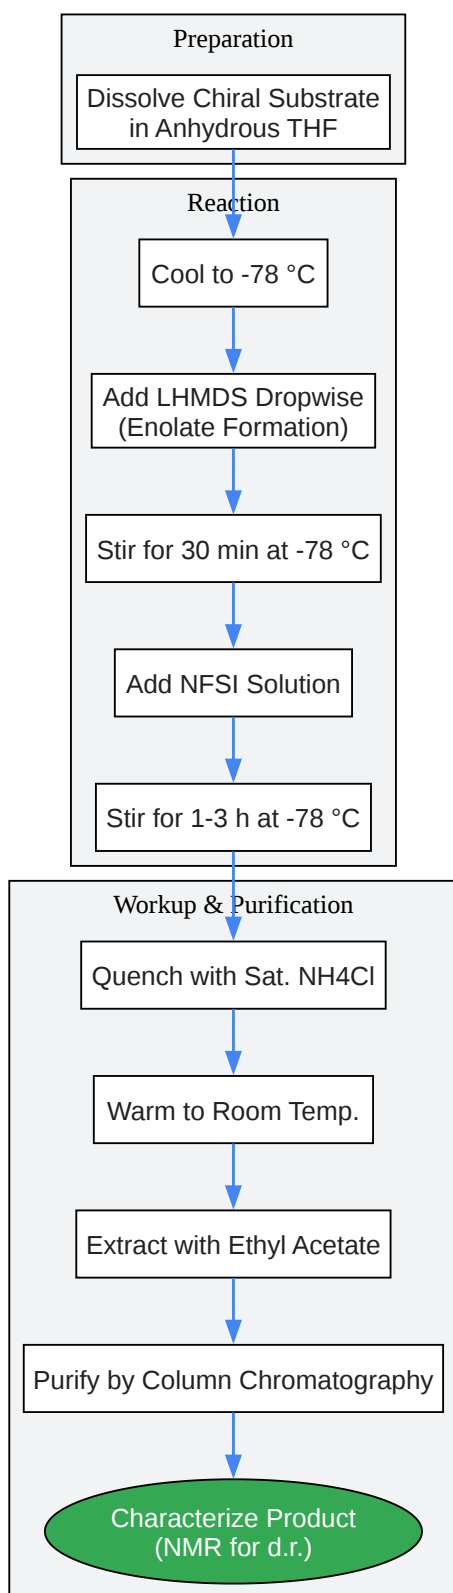 Preparation
Dissolve Chiral Substrate
in Anhydrous THF
Reaction
Cool to -78 °C
Add LHMDS Dropwise
(Enolate Formation)
Stir for 30 min at -78 °C
Add NFSI Solution
Stir for 1-3 h at -78 °C
Workup & Purification
Quench with Sat. NH4Cl
Warm to Room Temp.
Extract with Ethyl Acetate
Purify by Column Chromatography
Characterize Product
(NMR for d.r.)